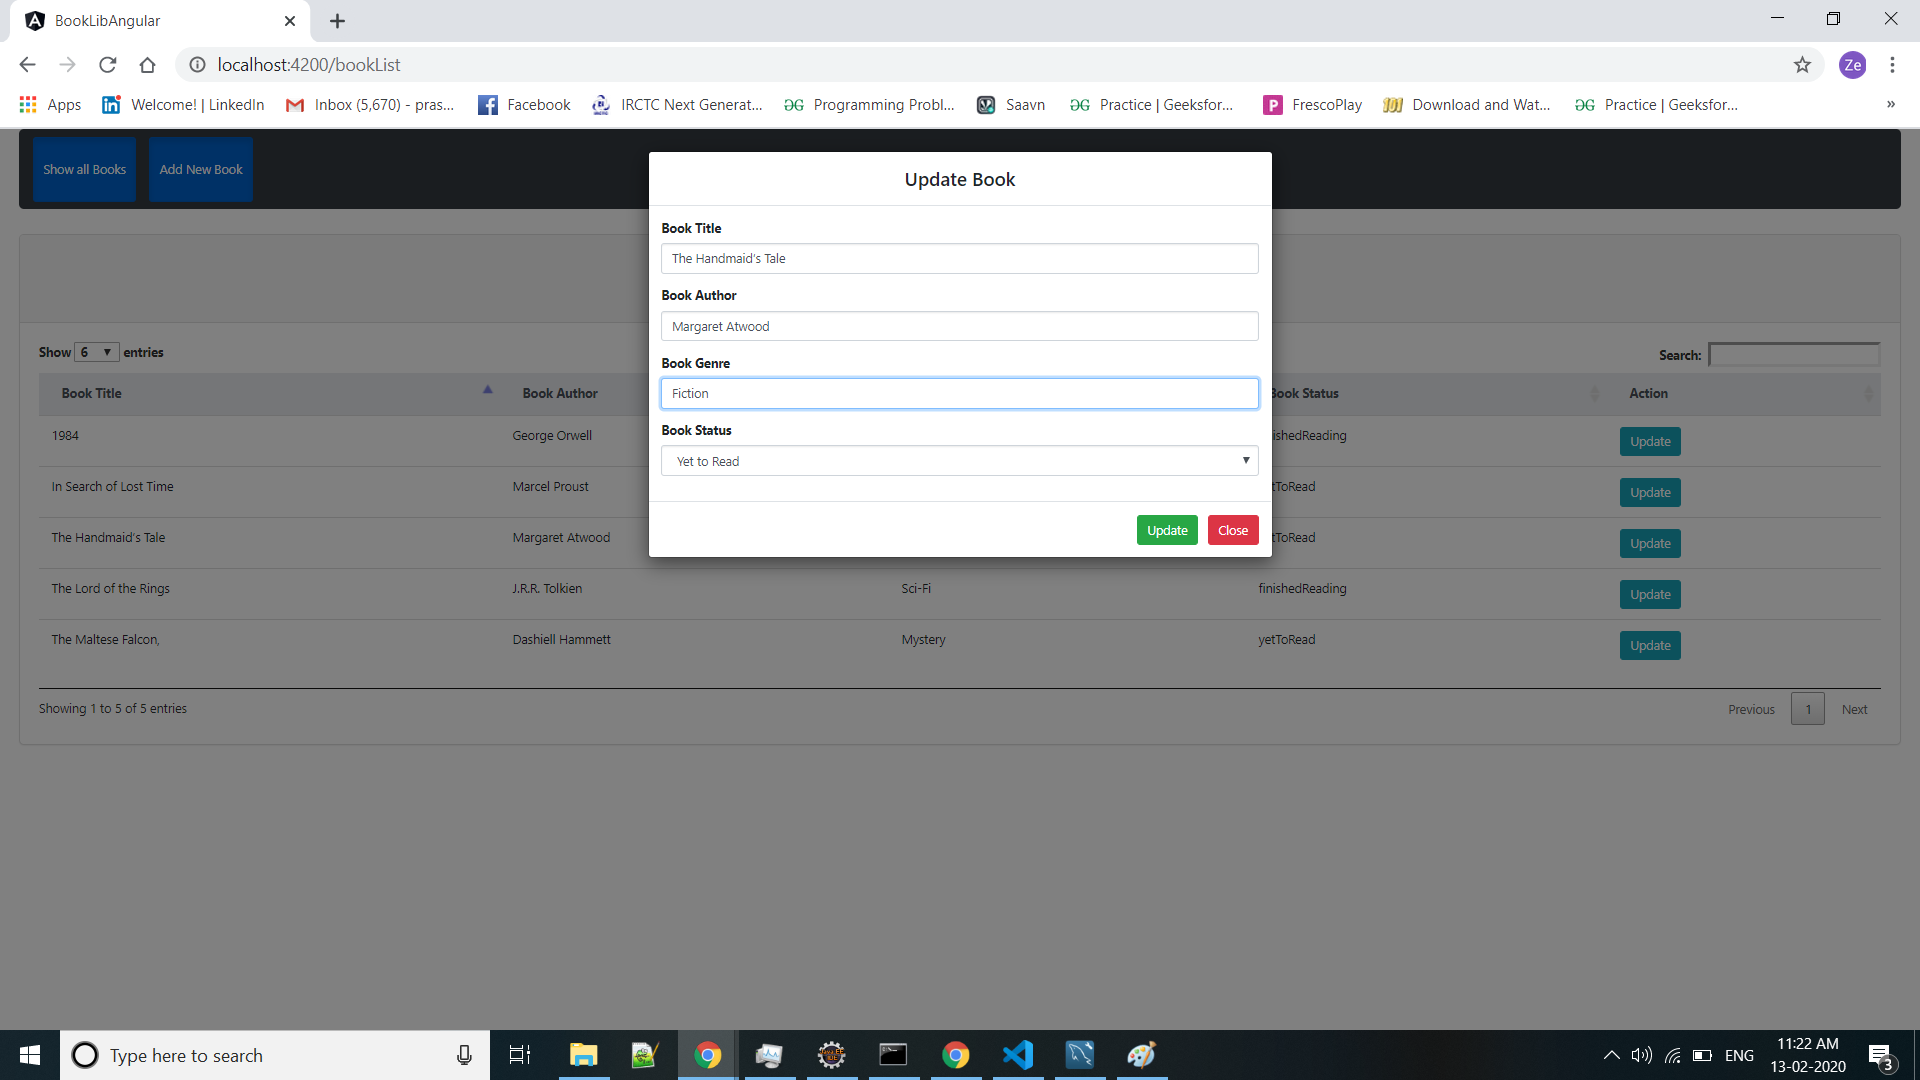 BookLibAngular
localhost:4200/bookList
Ze
Apps
Welcome! | LinkedIn
Inbox (5,670) - pras...
Facebook
IRCTC Next Generat...
Programming Probl...
Saavn
Practice | Geeksfor...
FrescoPlay
Download and Wat...
Practice | Geeksfor...
»
Show all Books
Add New Book
Update Book
Book Title
The Handmaid's Tale
Book Author
Margaret Atwood
Book Genre
Fiction
Book Status
Yet to Read
Update
Close
Show 6 entries
Search:
Book Title
Book Author
Book Status
Action
1984
George Orwell
ishedReading
Update
In Search of Lost Time
Marcel Proust
tToRead
Update
The Handmaid's Tale
Margaret Atwood
tToRead
Update
The Lord of the Rings
J.R.R. Tolkien
Sci-Fi
finishedReading
Update
The Maltese Falcon,
Dashiell Hammett
Mystery
yetToRead
Update
Showing 1 to 5 of 5 entries
Previous
1
Next
Type here to search
ENG
11:22 AM
13-02-2020
3